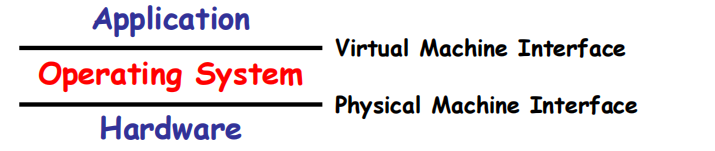 Application
Virtual Machine Interface
Operating System
Physical Machine Interface
Hardware